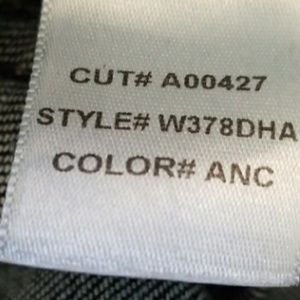 CUT# A00427
STYLE# W378DHA
COLOR# ANC